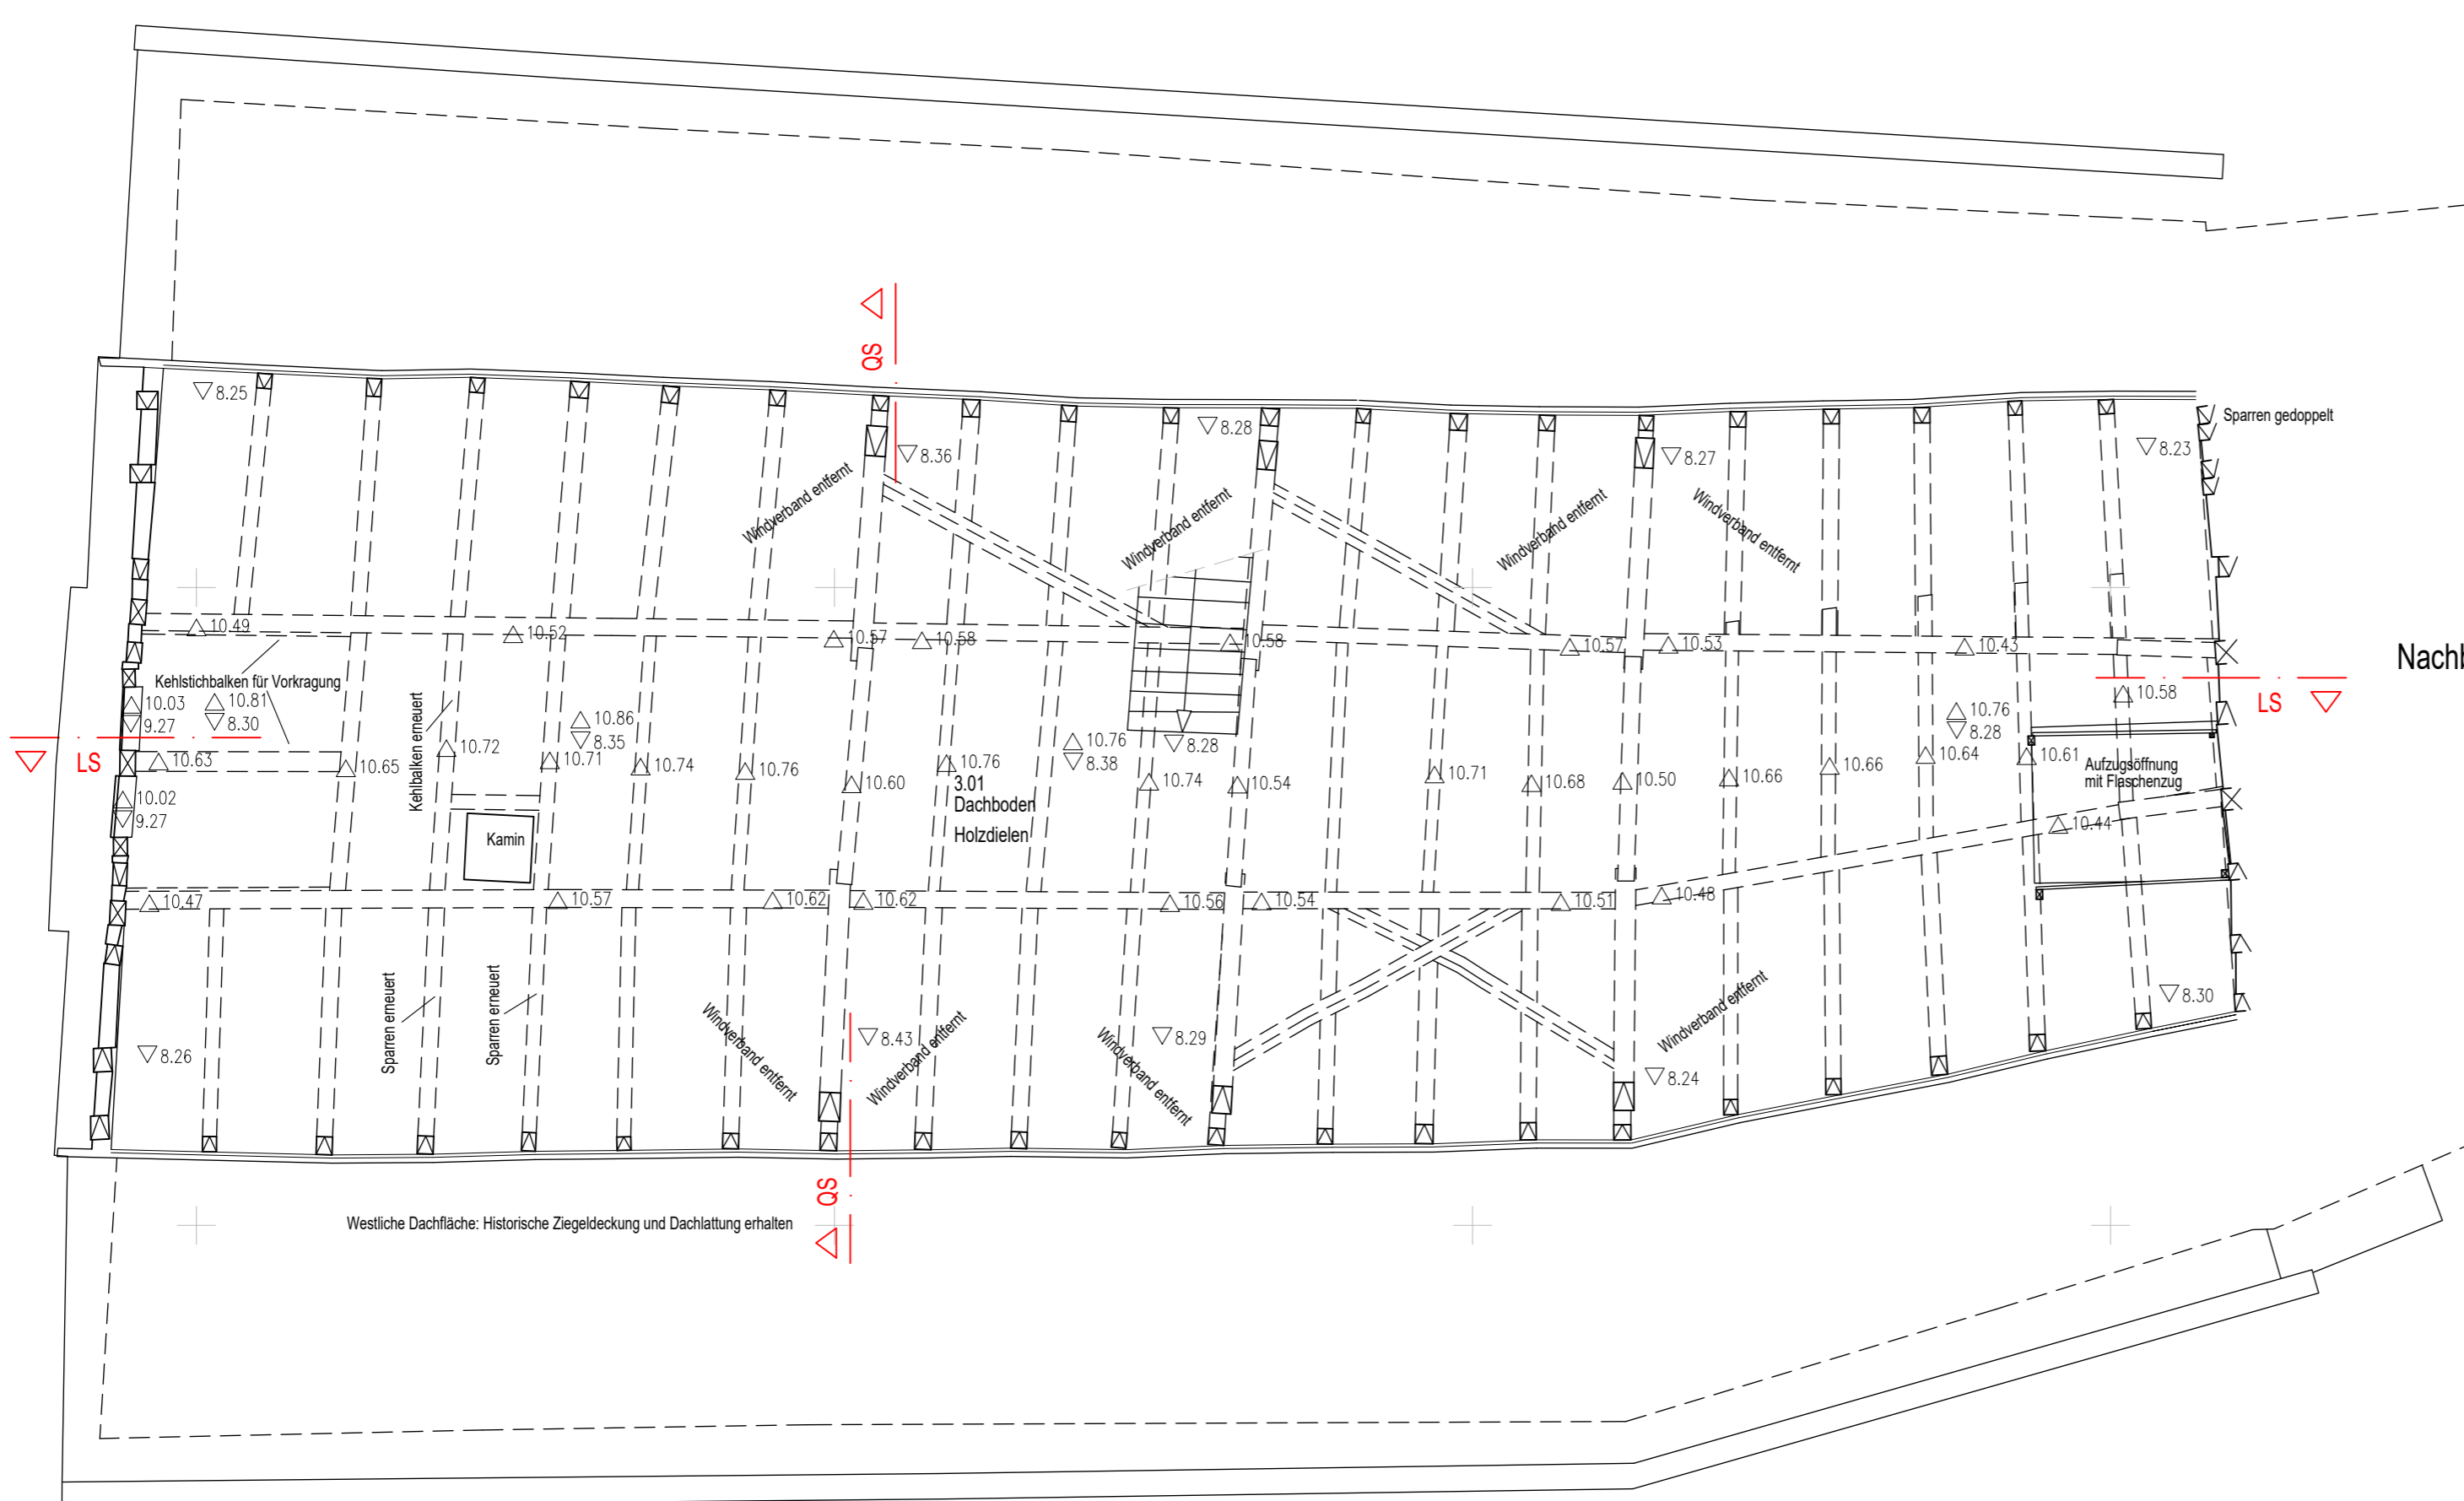 QS
8.25
8.28
Sparren gedoppelt
8.36
8.27
8.23
Windverband entfernt
Windverband entfernt
Windverband entfernt
Windverband entfernt
10.49
10.52
10.57
10.58
10.58
10.57
10.53
10.43
Kehlstichbalken für Vorkragung
10.03
9.27
10.81
8.30
Kehlbalken erneuert
10.86
8.35
10.76
8.38
8.28
10.76
8.28
10.58
LS
LS
10.63
10.65
10.72
10.71
10.74
10.76
10.60
10.76
10.74
10.54
10.71
10.68
10.50
10.66
10.66
10.64
10.61
3.01
Dachboden
Holzdielen
Aufzugsöffnung
mit Flaschenzug
10.02
9.27
Kamin
10.44
10.47
10.57
10.62
10.62
10.56
10.54
10.51
10.48
Sparren erneuert
Sparren erneuert
Windverband entfernt
Windverband entfernt
Windverband entfernt
Windverband entfernt
8.26
8.43
8.29
8.24
8.30
QS
Westliche Dachfläche: Historische Ziegeldeckung und Dachlattung erhalten